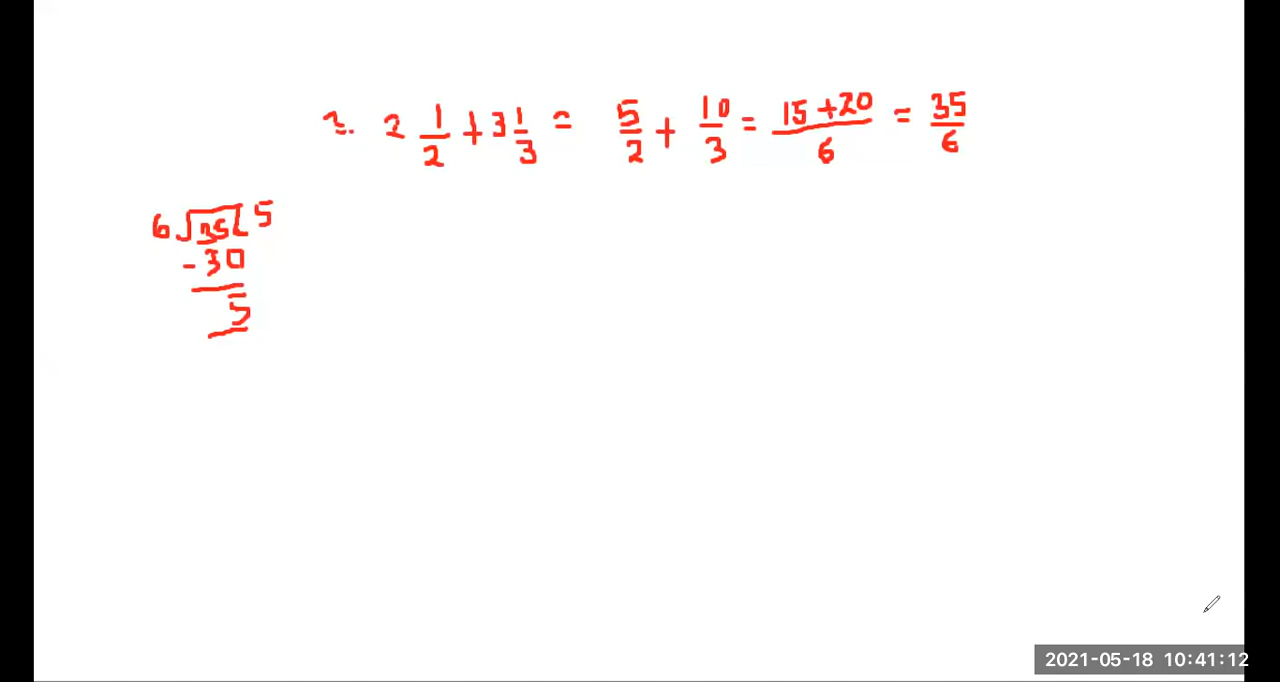 2. 2 1/2 + 3 1/3 = 5/2 + 10/3 = 15+20/6 = 35/6
6 √35 5
-30
5
2021-05-18 10:41:12